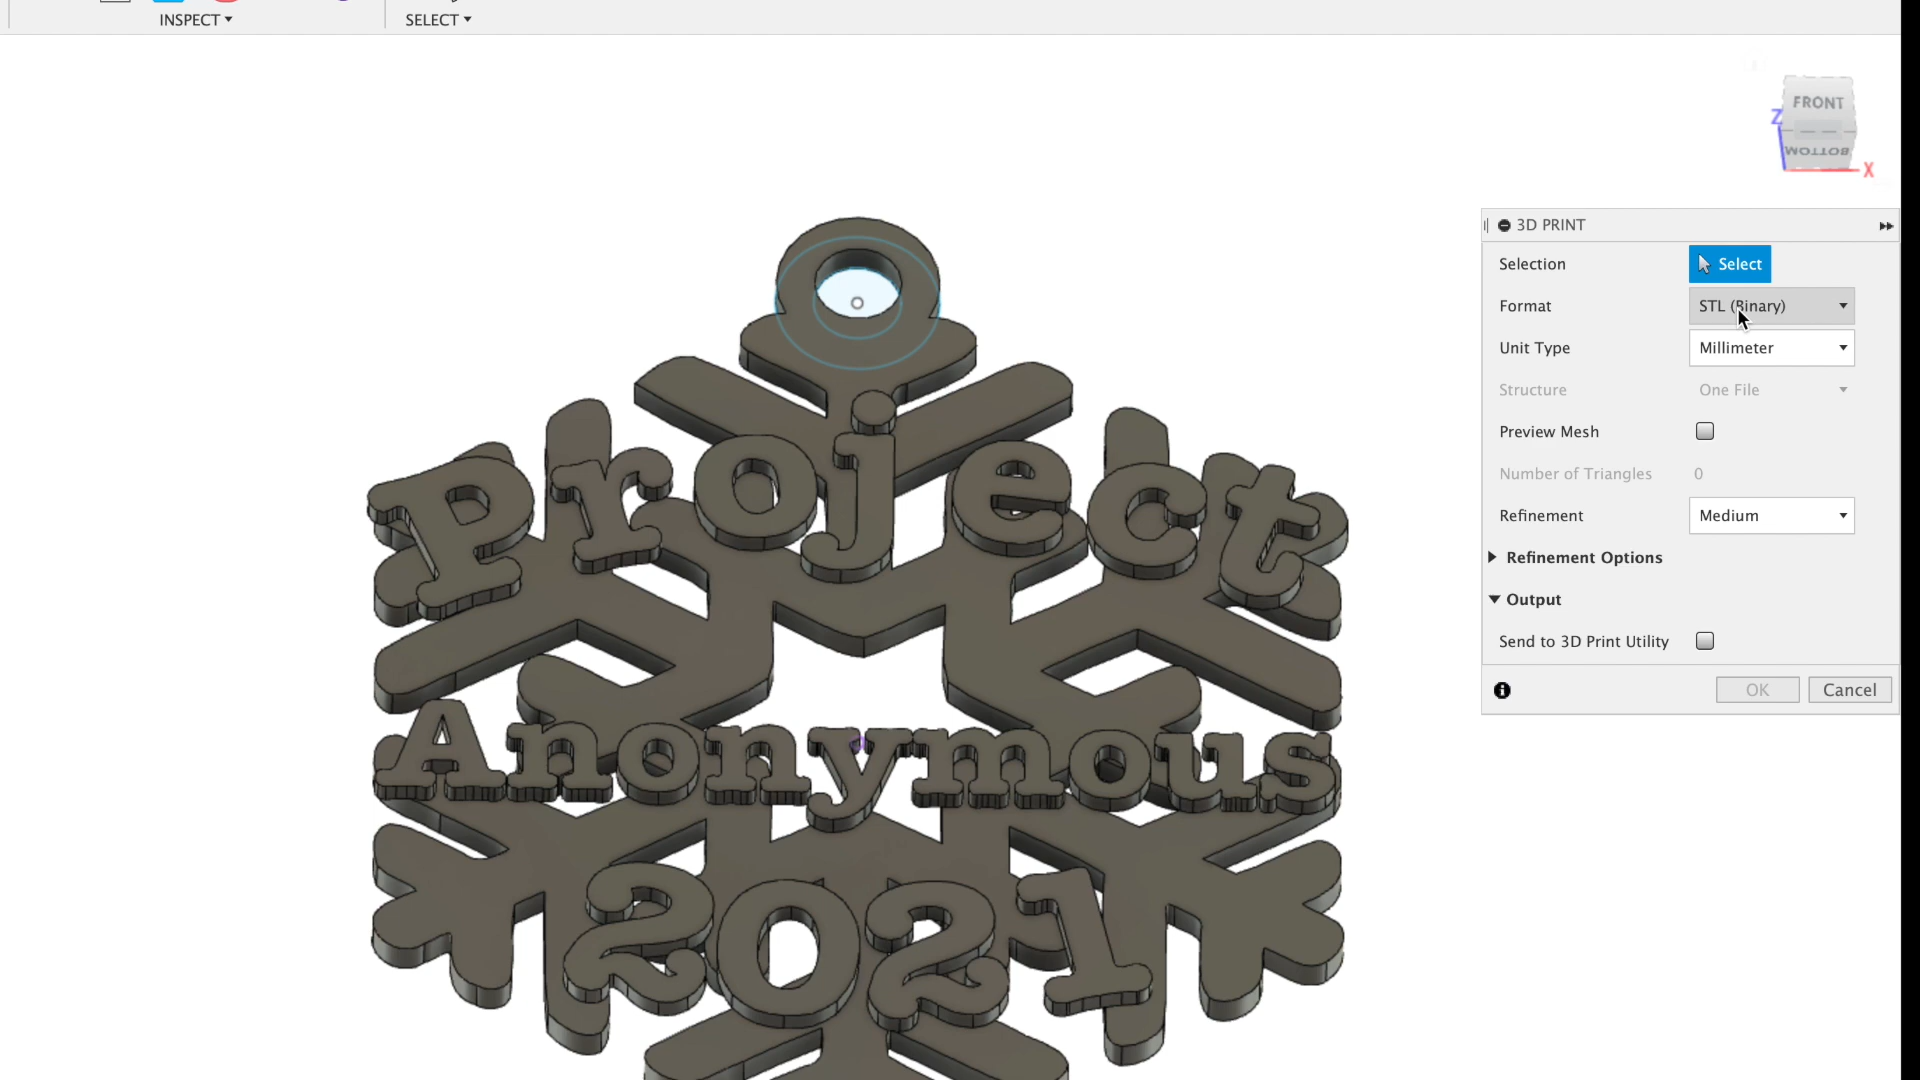 INSPECT
SELECT
FRONT
BOTTOM
Z
X
3D PRINT
Selection
Select
Format
STL (Binary)
Unit Type
Millimeter
Structure
One File
Preview Mesh
Number of Triangles
0
Refinement
Medium
Refinement Options
Output
Send to 3D Print Utility
OK
Cancel
Project
Anonymous
2021